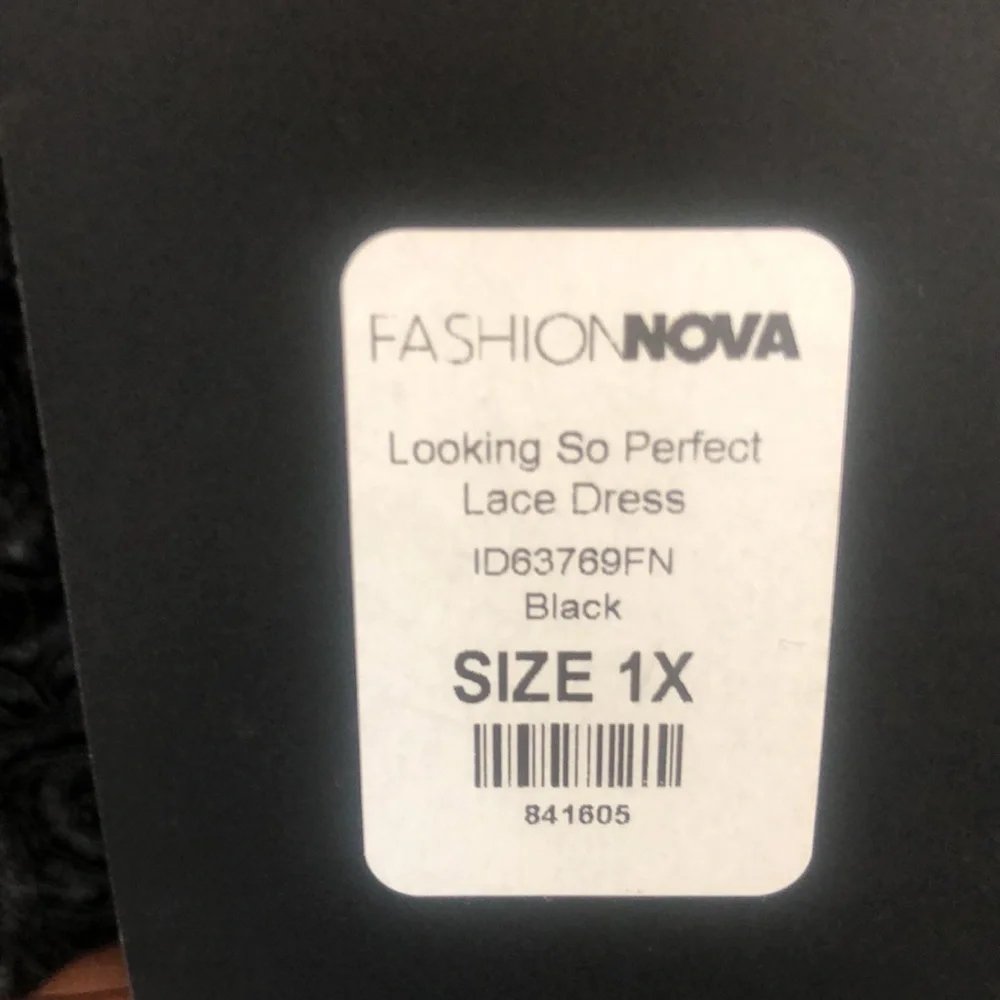 FASHIONNOVA
Looking So Perfect
Lace Dress
ID63769FN
Black
SIZE 1X
841605